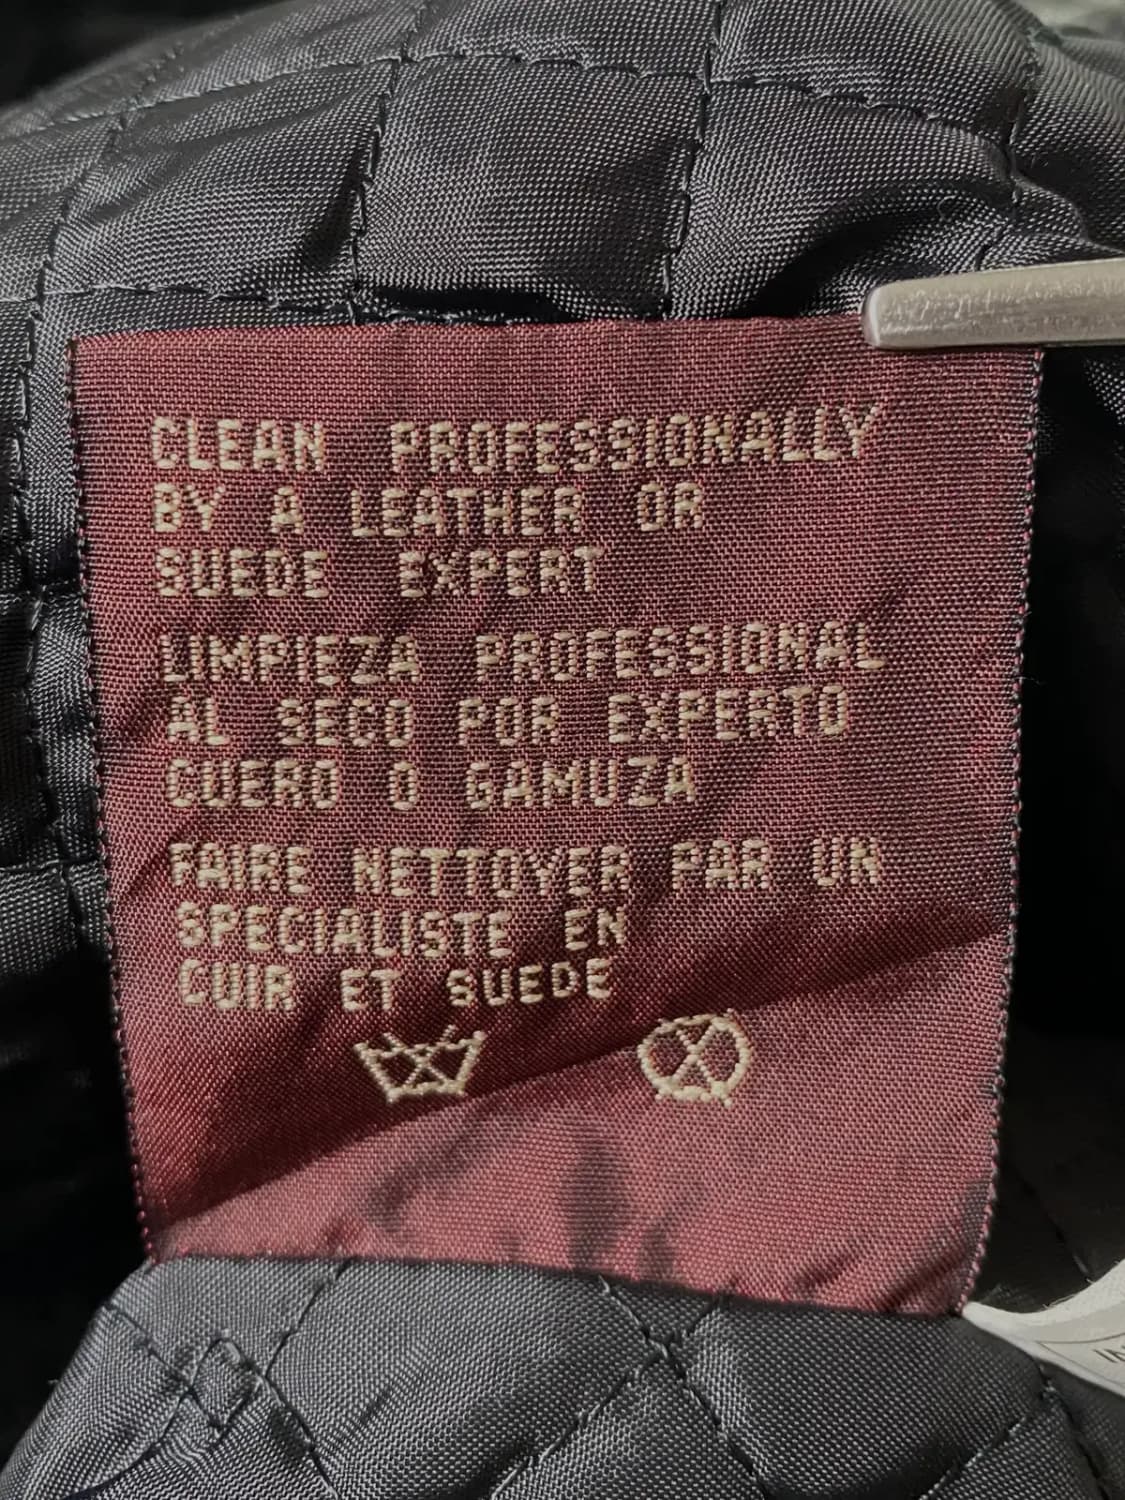 CLEAN PROFESSIONALLY
BY A LEATHER OR
SUEDE EXPERT
LIMPIEZA PROFESSIONAL
AL SECO POR EXPERTO
CUERO O GAMUZA
FAIRE NETTOYER PAR UN
SPECIALISTE EN
CUIR ET SUEDE